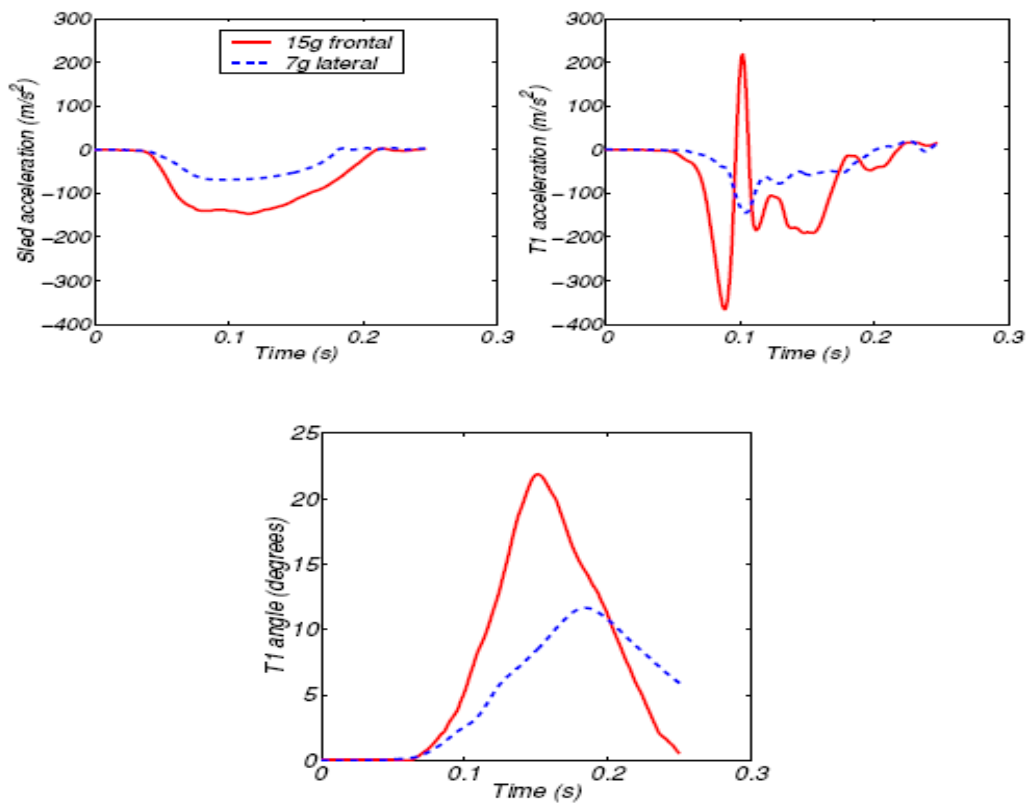 300
200
100
0
−100
−200
−300
−400
Sled acceleration (m/s²)
15g frontal
7g lateral
0 0.1 0.2 0.3
Time (s)
300
200
100
0
−100
−200
−300
−400
T1 acceleration (m/s²)
0 0.1 0.2 0.3
Time (s)
25
20
15
10
5
0
T1 angle (degrees)
0 0.1 0.2 0.3
Time (s)